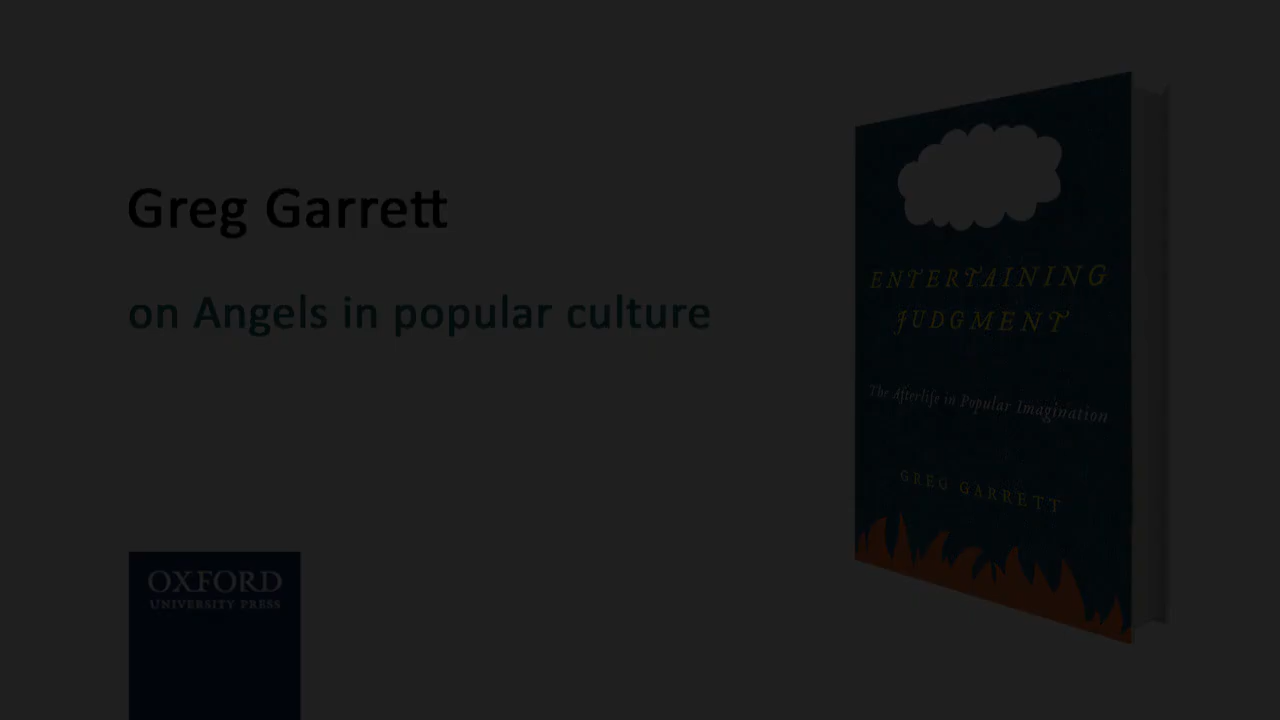 Greg Garrett
on Angels in popular culture
ENTERTAINING
JUDGMENT
The Afterlife in Popular Imagination
GREG GARRETT
OXFORD
UNIVERSITY PRESS